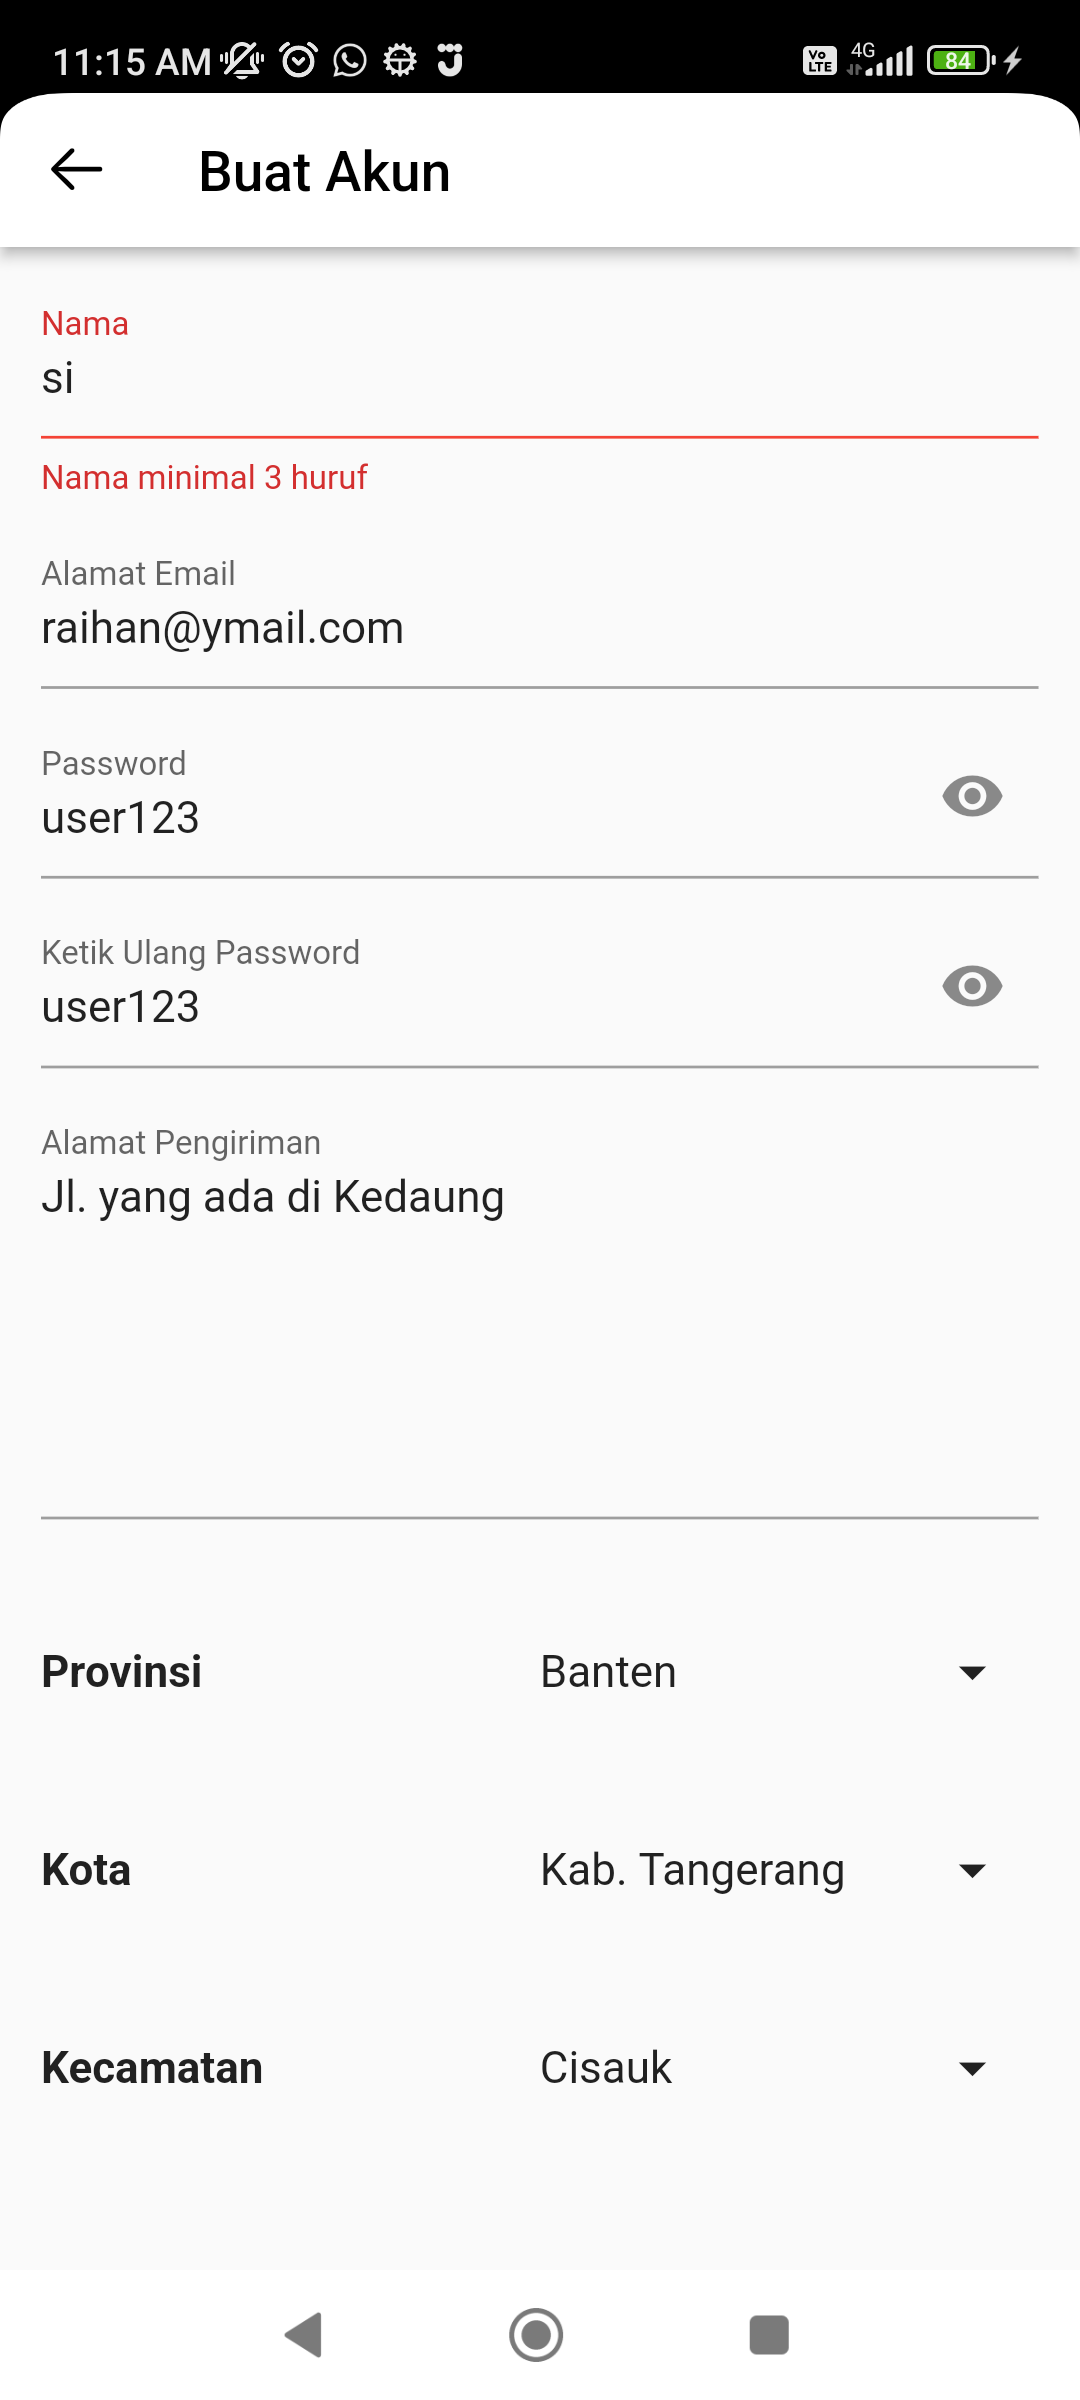 11:15 AM
Vo LTE 4G 84
Buat Akun
Nama
si
Nama minimal 3 huruf
Alamat Email
raihan@ymail.com
Password
user123
Ketik Ulang Password
user123
Alamat Pengiriman
Jl. yang ada di Kedaung
Provinsi Banten
Kota Kab. Tangerang
Kecamatan Cisauk